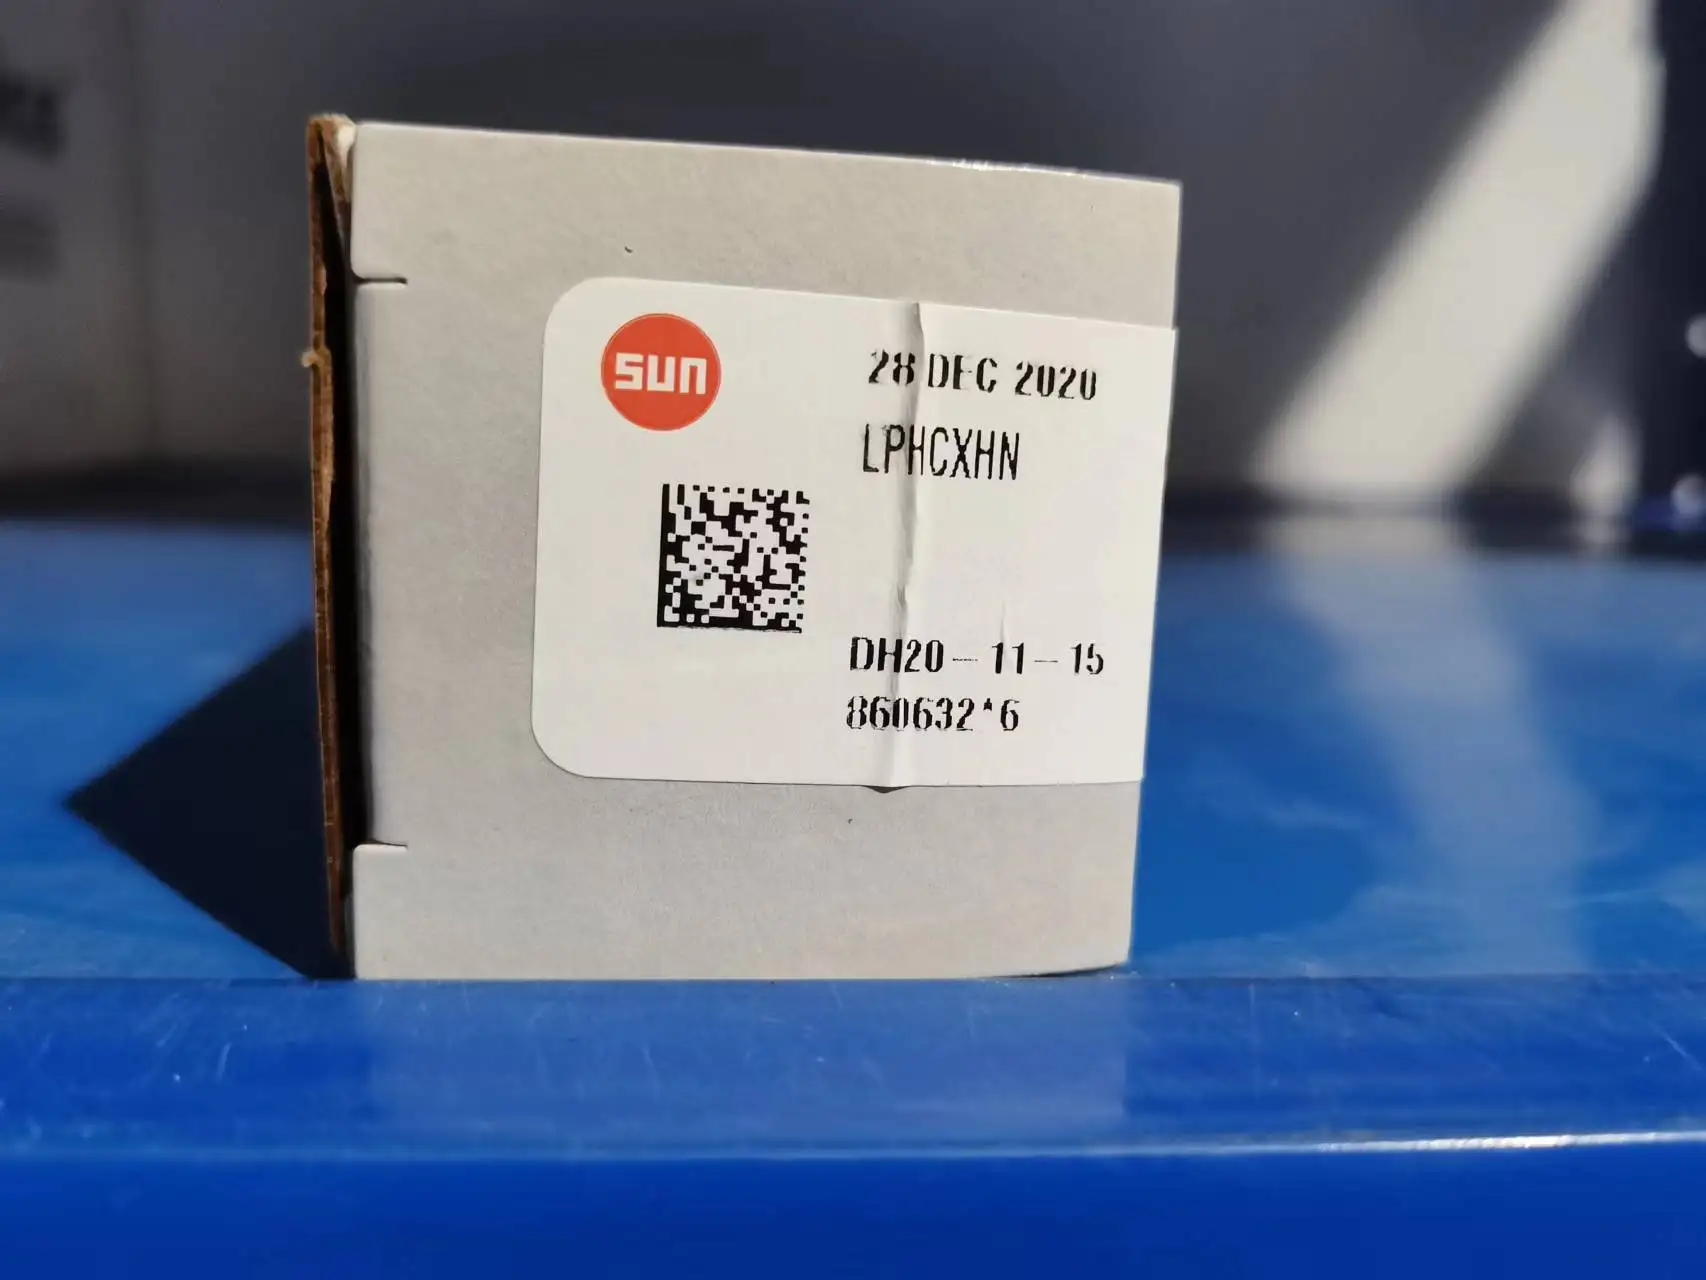 sun
28 DEC 2020
LPHCXHN
DH20-11-15
860632*6